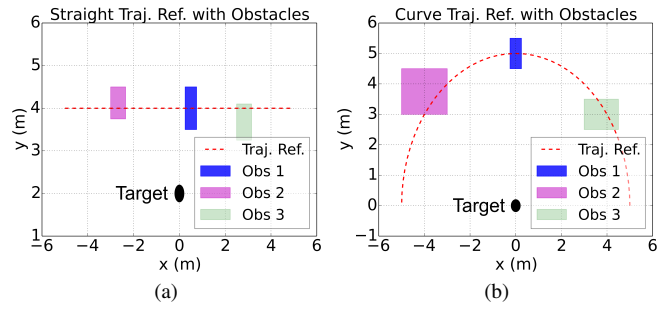 Straight Traj. Ref. with Obstacles
6
5
4
3
2
1
y (m)
Target
Traj. Ref.
Obs 1
Obs 2
Obs 3
6 4 2 0 2 4 6
x (m)
(a)
Curve Traj. Ref. with Obstacles
6
5
4
3
2
1
0
−1
y (m)
Target
Traj. Ref.
Obs 1
Obs 2
Obs 3
−6 −4 −2 0 2 4 6
x (m)
(b)